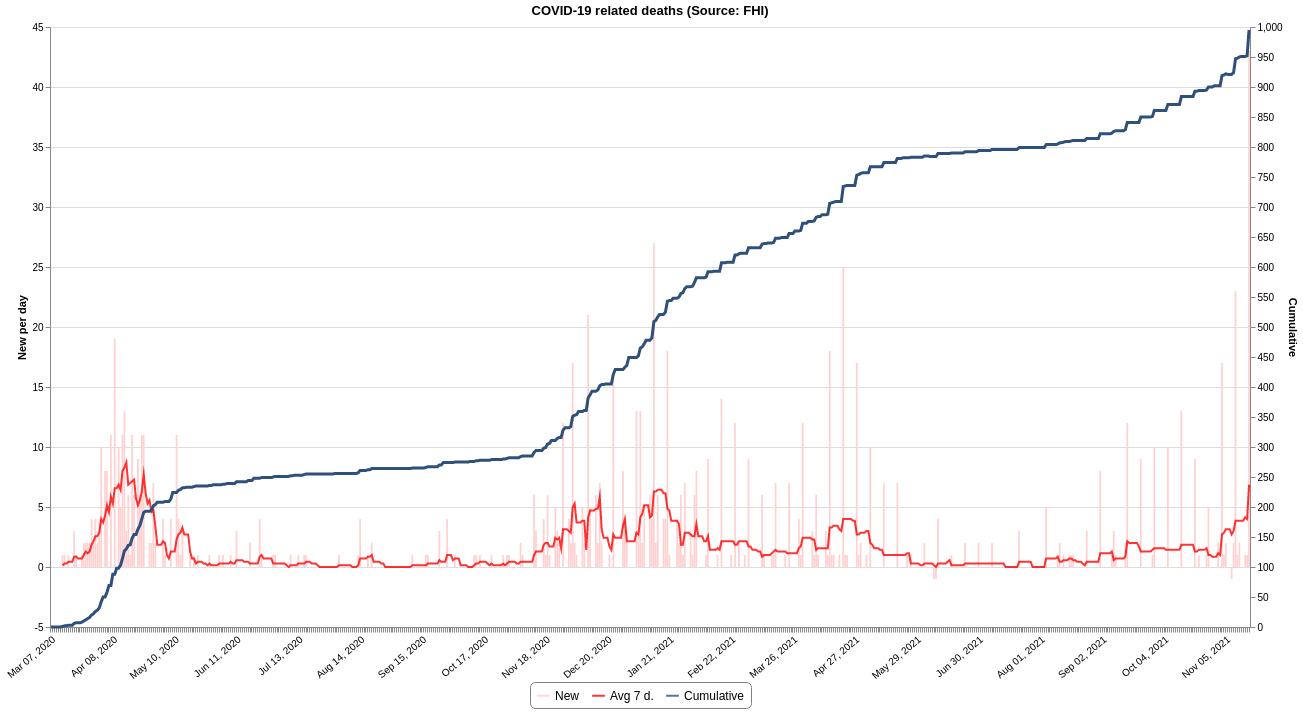 COVID-19 related deaths (Source: FHI)
45
40
35
30
25
20
15
10
5
0
-5
New per day
1,000
950
900
850
800
750
700
650
600
550
500
450
400
350
300
250
200
150
100
50
0
Cumulative
Mar 07, 2020
Apr 08, 2020
May 10, 2020
Jun 11, 2020
Jul 13, 2020
Aug 14, 2020
Sep 15, 2020
Oct 17, 2020
Nov 18, 2020
Dec 20, 2020
Jan 21, 2021
Feb 22, 2021
Mar 26, 2021
Apr 27, 2021
May 29, 2021
Jun 30, 2021
Aug 01, 2021
Sep 02, 2021
Oct 04, 2021
Nov 05, 2021
New Avg 7 d. Cumulative